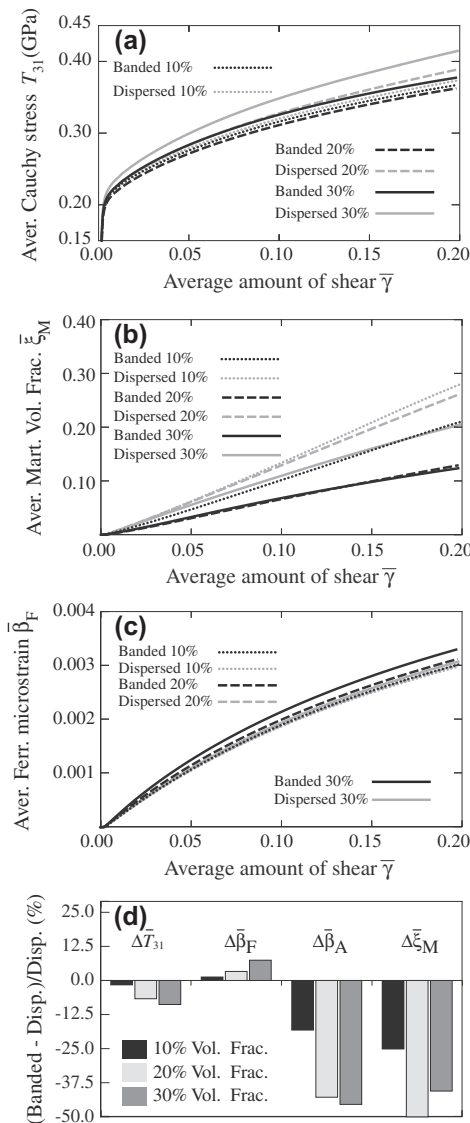 (a)
Aver. Cauchy stress T31(GPa)
0.45
0.40
0.30
0.20
0.15
Banded 10%
Dispersed 10%
Banded 20%
Dispersed 20%
Banded 30%
Dispersed 30%
0.00 0.05 0.10 0.15 0.20
Average amount of shear γ̅
(b)
Aver. Mart. Vol. Frac. ξ̅M
0.40
0.30
0.20
0.10
Banded 10%
Dispersed 10%
Banded 20%
Dispersed 20%
Banded 30%
Dispersed 30%
0.00 0.05 0.10 0.15 0.20
Average amount of shear γ̅
(c)
Aver. Ferr. microstrain β̅F
0.004
0.003
0.002
0.001
Banded 10%
Dispersed 10%
Banded 20%
Dispersed 20%
Banded 30%
Dispersed 30%
0.00 0.05 0.10 0.15 0.20
Average amount of shear γ̅
(d)
(Banded - Disp.)/Disp. (%)
25.0
12.5
0.0
-12.5
-25.0
-37.5
-50.0
ΔT̅31 Δβ̅F Δβ̅A Δξ̅M
10% Vol. Frac.
20% Vol. Frac.
30% Vol. Frac.